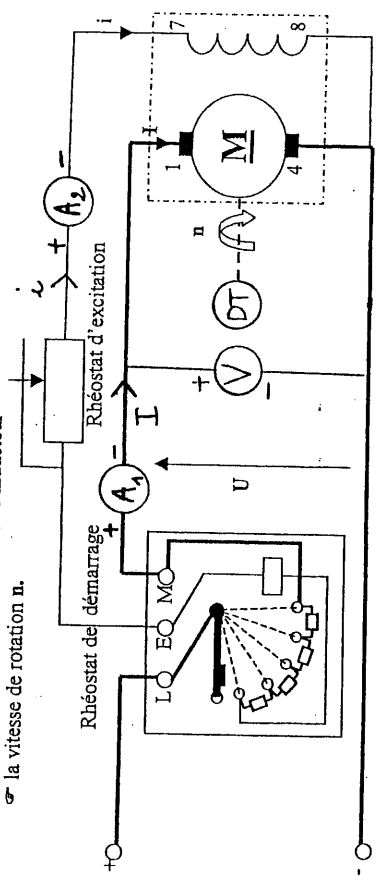 ☞ la vitesse de rotation n.
Rhéostat de démarrage
L E M
+
-
+ A1 -
I
U
Rhéostat d'excitation
i
+ A2 -
i
+
V
-
DT
n
I
1
M
4
7
8